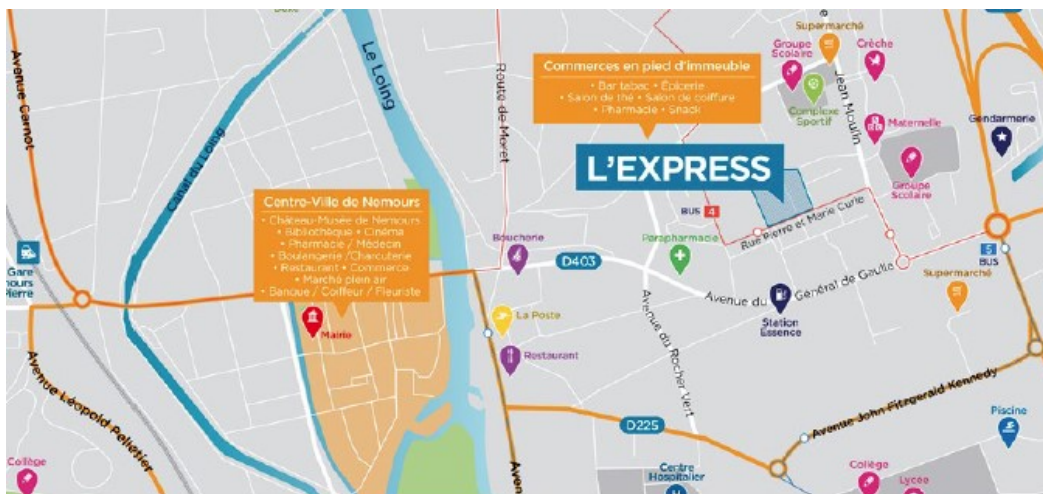 Avenue Carnot
Canal du Loing
Le Loing
Route de Moret
Commerces en pied d'immeuble
• Bar tabac • Épicerie
• Salon de thé • Salon de coiffure
• Pharmacie • Snack
Supermarché
Groupe
Scolaire
Crèche
Complexe
Sportif
Jean Moulin
Maternelle
Groupe
Scolaire
Gendarmerie
L'EXPRESS
BUS 4
Rue Pierre et Marie Curie
5
BUS
Centre-Ville de Nemours
• Château-Musée de Nemours
• Bibliothèque • Cinéma
• Pharmacie / Médecin
• Boulangerie / Charcuterie
• Restaurant • Commerce
• Marché plein air
• Banque / Coiffeur / Fleuriste
Gare
Mairie
Boucherie
D403
Parapharmacie
Avenue du Général de Gaulle
Supermarché
Station
Essence
La Poste
Restaurant
Avenue du Rocher Vert
Avenue Léopold Pelletier
Avenue John Fitzgerald Kennedy
D225
Piscine
Collège
Centre
Hospitalier
Collège
Lycée